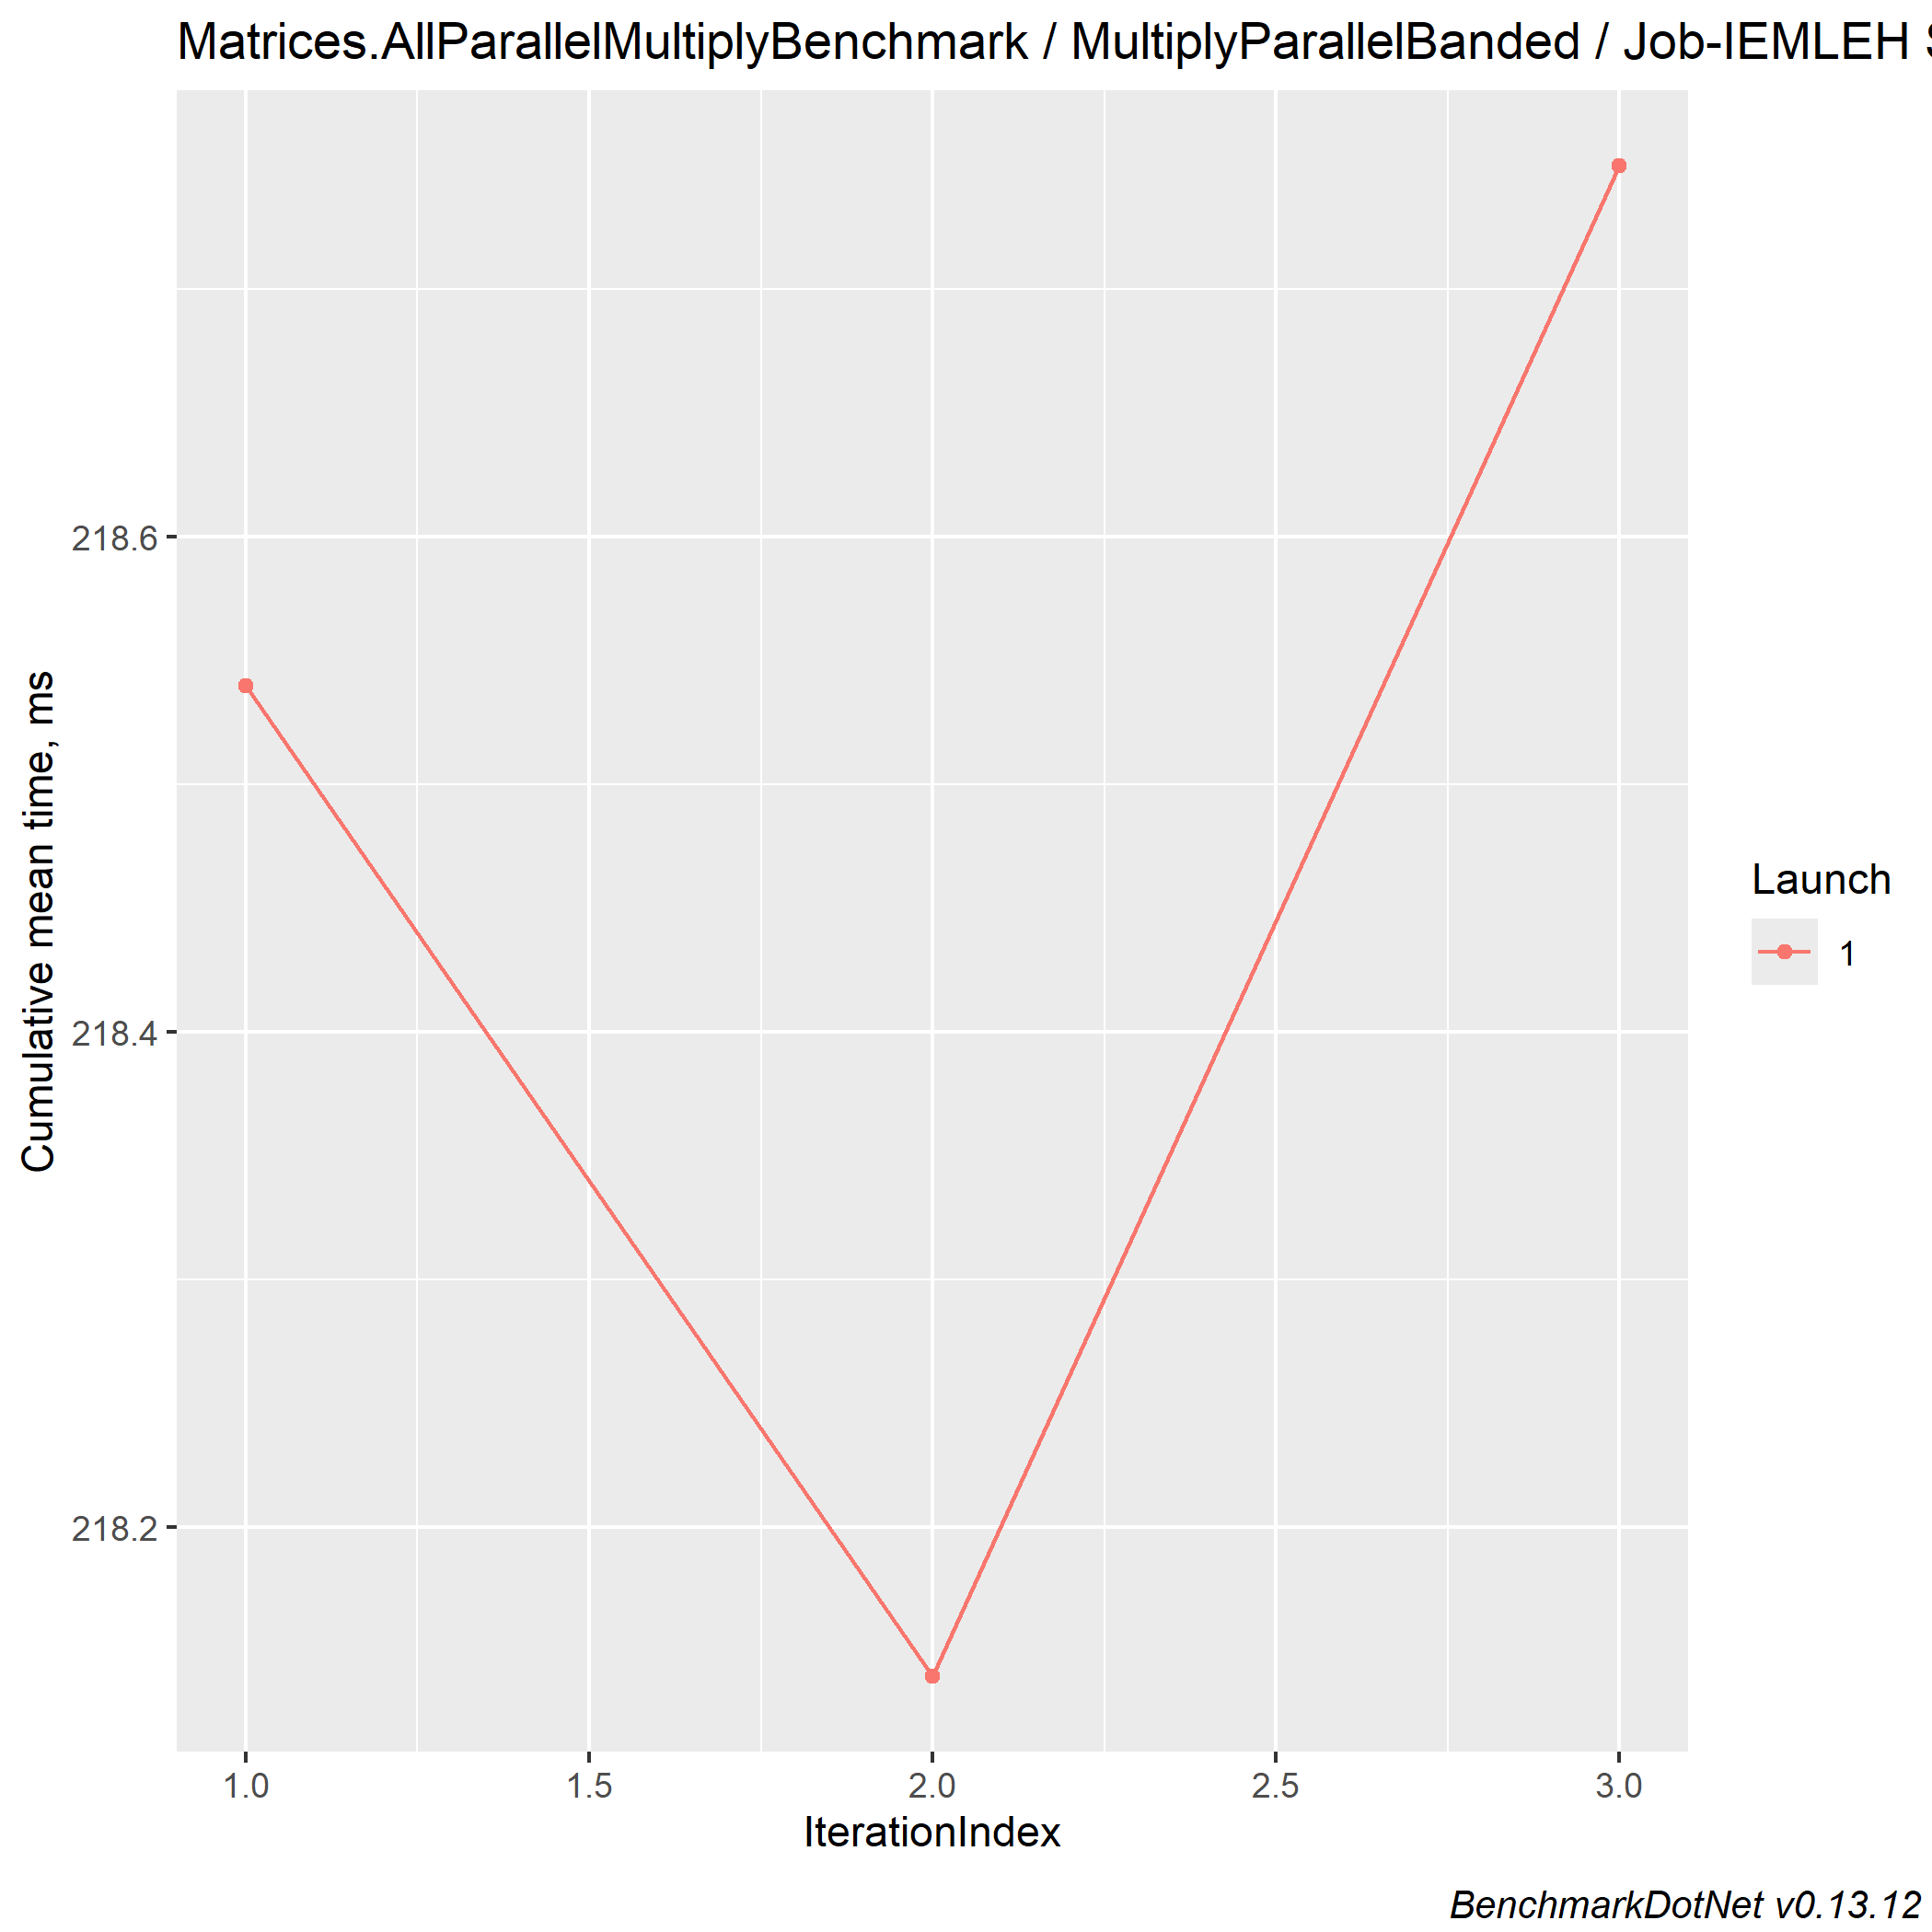 Matrices.AllParallelMultiplyBenchmark / MultiplyParallelBanded / Job-IEMLEH
Cumulative mean time, ms
218.6
218.4
218.2
1.0 1.5 2.0 2.5 3.0
IterationIndex
Launch
1
BenchmarkDotNet v0.13.12